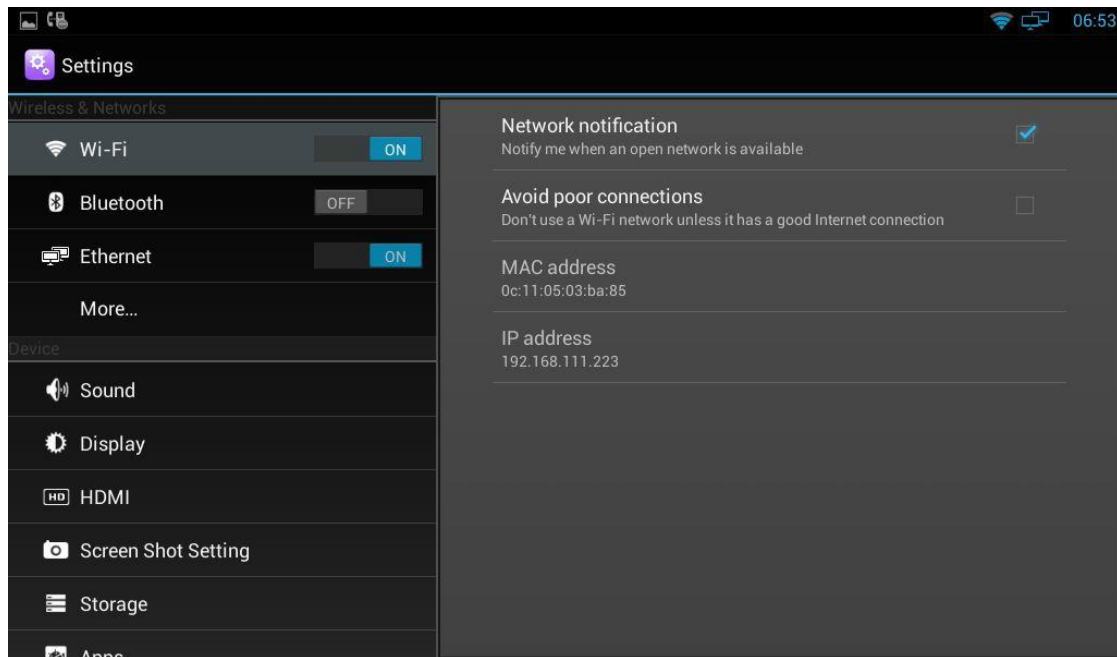 06:53
Settings
Wireless & Networks
Wi-Fi ON
Bluetooth OFF
Ethernet ON
More...
Device
Sound
Display
HD HDMI
Screen Shot Setting
Storage
Apps
Network notification
Notify me when an open network is available
Avoid poor connections
Don't use a Wi-Fi network unless it has a good Internet connection
MAC address
0c:11:05:03:ba:85
IP address
192.168.111.223